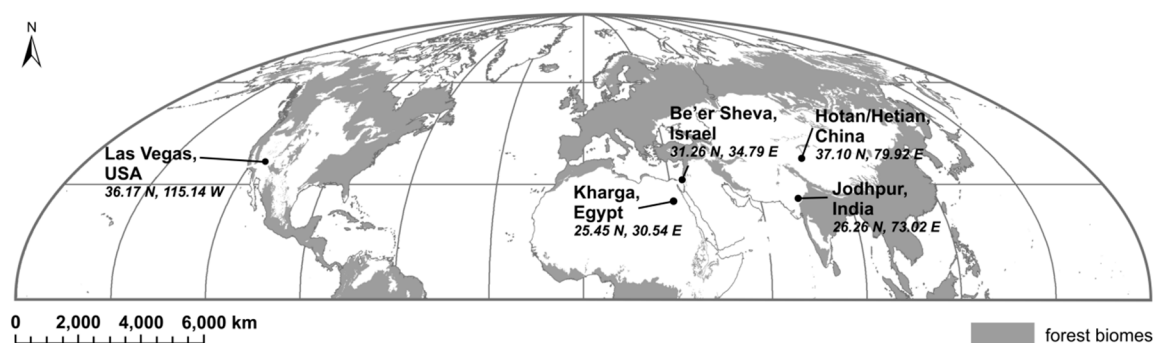 N
Las Vegas,
USA
36.17 N, 115.14 W
Be'er Sheva,
Israel
31.26 N, 34.79 E
Hotan/Hetian,
China
37.10 N, 79.92 E
Kharga,
Egypt
25.45 N, 30.54 E
Jodhpur,
India
26.26 N, 73.02 E
0 2,000 4,000 6,000 km
forest biomes